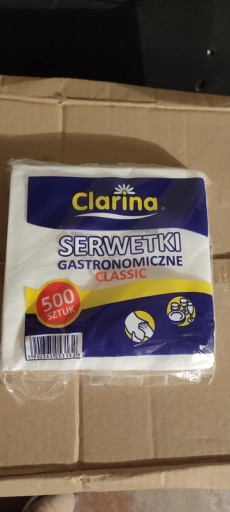 Clarina
SERWETKI
GASTRONOMICZNE
CLASSIC
500
SZTUK